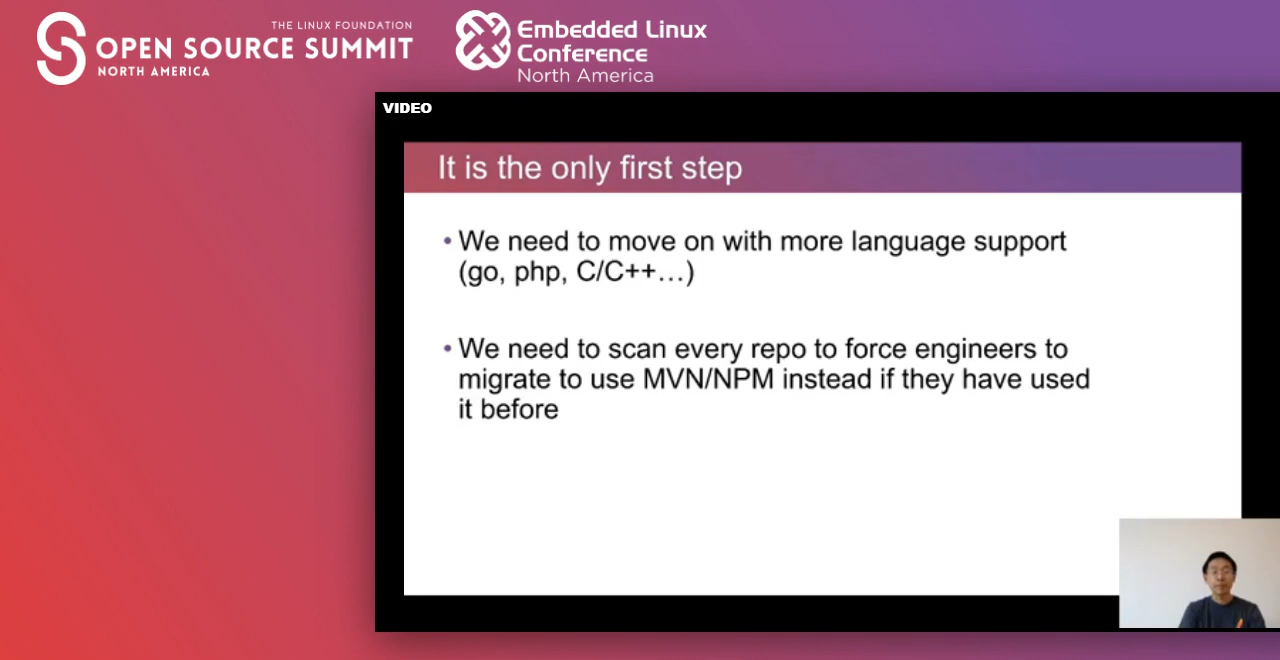 THE LINUX FOUNDATION
OPEN SOURCE SUMMIT
NORTH AMERICA
Embedded Linux
Conference
North America
VIDEO
It is the only first step
• We need to move on with more language support
(go, php, C/C++…)
• We need to scan every repo to force engineers to
migrate to use MVN/NPM instead if they have used
it before